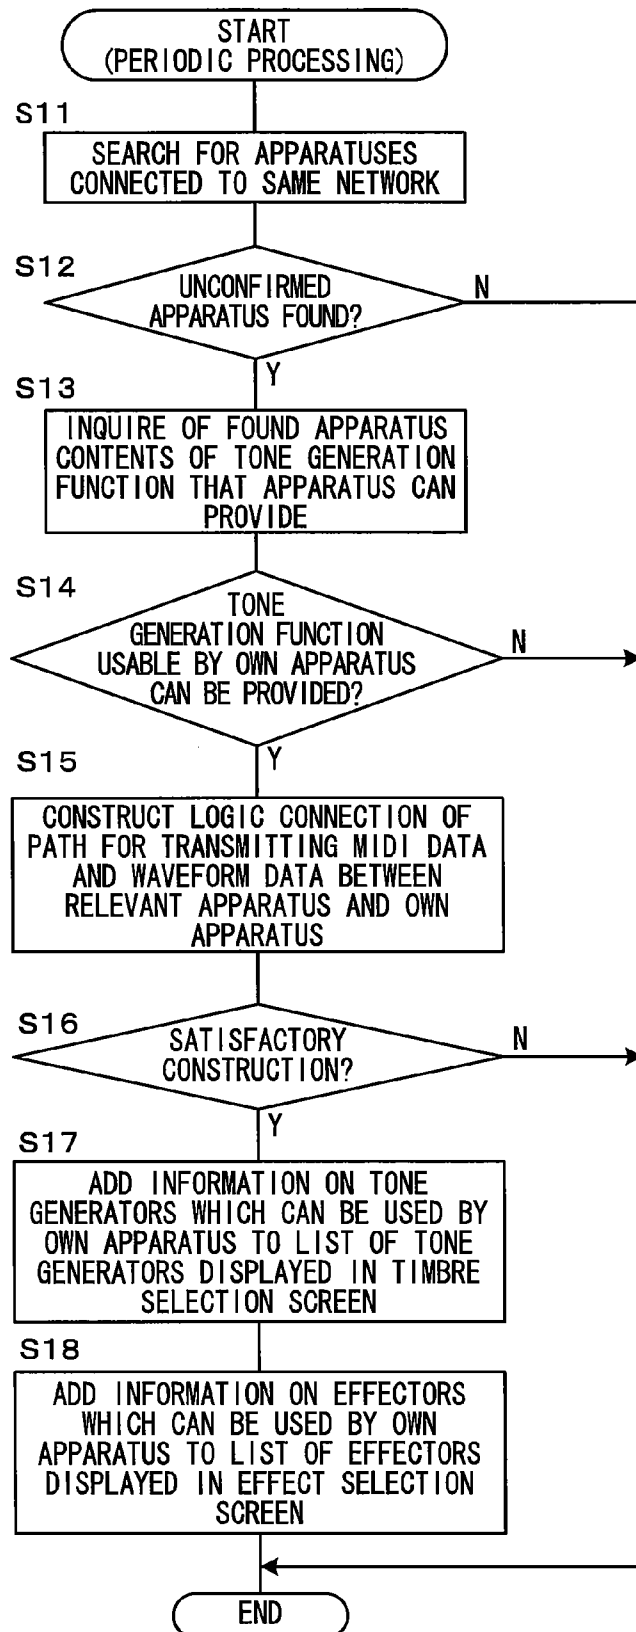 START
(PERIODIC PROCESSING)
S11
SEARCH FOR APPARATUSES
CONNECTED TO SAME NETWORK
S12
UNCONFIRMED
APPARATUS FOUND?
N
Y
S13
INQUIRE OF FOUND APPARATUS
CONTENTS OF TONE GENERATION
FUNCTION THAT APPARATUS CAN
PROVIDE
S14
TONE
GENERATION FUNCTION
USABLE BY OWN APPARATUS
CAN BE PROVIDED?
N
Y
S15
CONSTRUCT LOGIC CONNECTION OF
PATH FOR TRANSMITTING MIDI DATA
AND WAVEFORM DATA BETWEEN
RELEVANT APPARATUS AND OWN
APPARATUS
S16
SATISFACTORY
CONSTRUCTION?
N
Y
S17
ADD INFORMATION ON TONE
GENERATORS WHICH CAN BE USED BY
OWN APPARATUS TO LIST OF TONE
GENERATORS DISPLAYED IN TIMBRE
SELECTION SCREEN
S18
ADD INFORMATION ON EFFECTORS
WHICH CAN BE USED BY OWN
APPARATUS TO LIST OF EFFECTORS
DISPLAYED IN EFFECT SELECTION
SCREEN
END